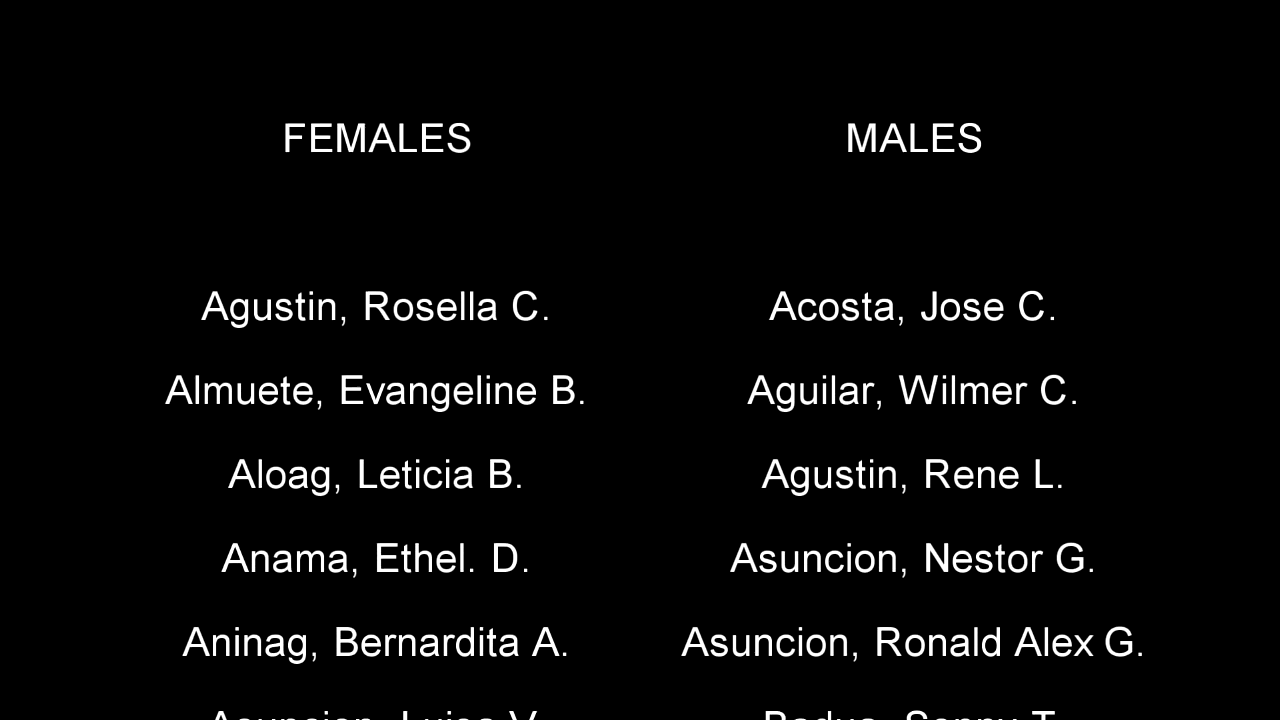 FEMALES MALES
Agustin, Rosella C. Acosta, Jose C.
Almuete, Evangeline B. Aguilar, Wilmer C.
Aloag, Leticia B. Agustin, Rene L.
Anama, Ethel. D. Asuncion, Nestor G.
Aninag, Bernardita A. Asuncion, Ronald Alex G.